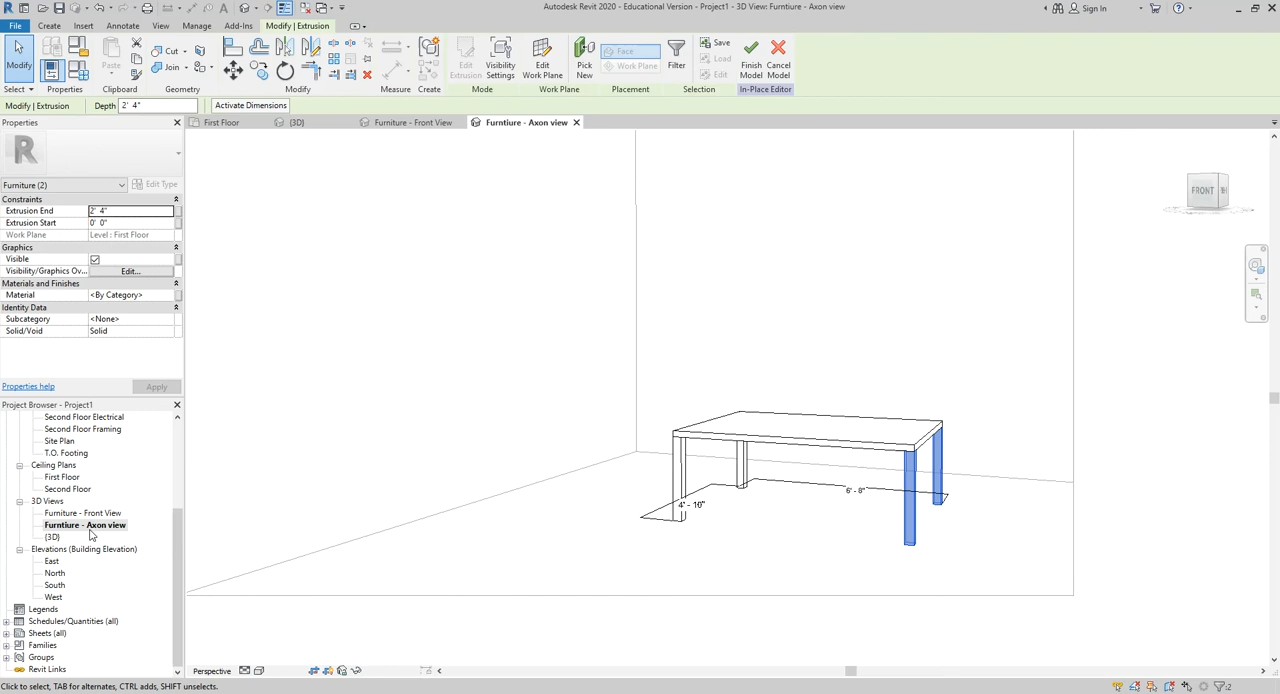 Autodesk Revit 2020 - Educational Version - Project1 - 3D View: Furntiure - Axon view
Sign In
File Create Insert Annotate View Manage Add-Ins Modify | Extrusion
Modify Paste Cut Join Edit Extrusion Visibility Settings Edit Work Plane Pick New Face Work Plane Filter Save Load Edit Finish Model Cancel Model
Select Properties Clipboard Geometry Modify Measure Create Mode Work Plane Placement Selection In-Place Editor
Modify | Extrusion Depth 2' 4" Activate Dimensions
Properties
First Floor {3D} Furntiure - Front View Furntiure - Axon view
R
Furniture (2) Edit Type
Constraints
Extrusion End 2' 4"
Extrusion Start 0' 0"
Work Plane Level : First Floor
Graphics
Visible
Visibility/Graphics Ov... Edit...
Materials and Finishes
Material <By Category>
Identity Data
Subcategory <None>
Solid/Void Solid
Properties help Apply
Project Browser - Project1
Second Floor Electrical
Second Floor Framing
Site Plan
T.O. Footing
Ceiling Plans
First Floor
Second Floor
3D Views
Furntiure - Front View
Furntiure - Axon view
{3D}
Elevations (Building Elevation)
East
North
South
West
Legends
Schedules/Quantities (all)
Sheets (all)
Families
Groups
Revit Links
FRONT
6' - 8"
4' - 10"
Perspective
Click to select, TAB for alternates, CTRL adds, SHIFT unselects.
:2